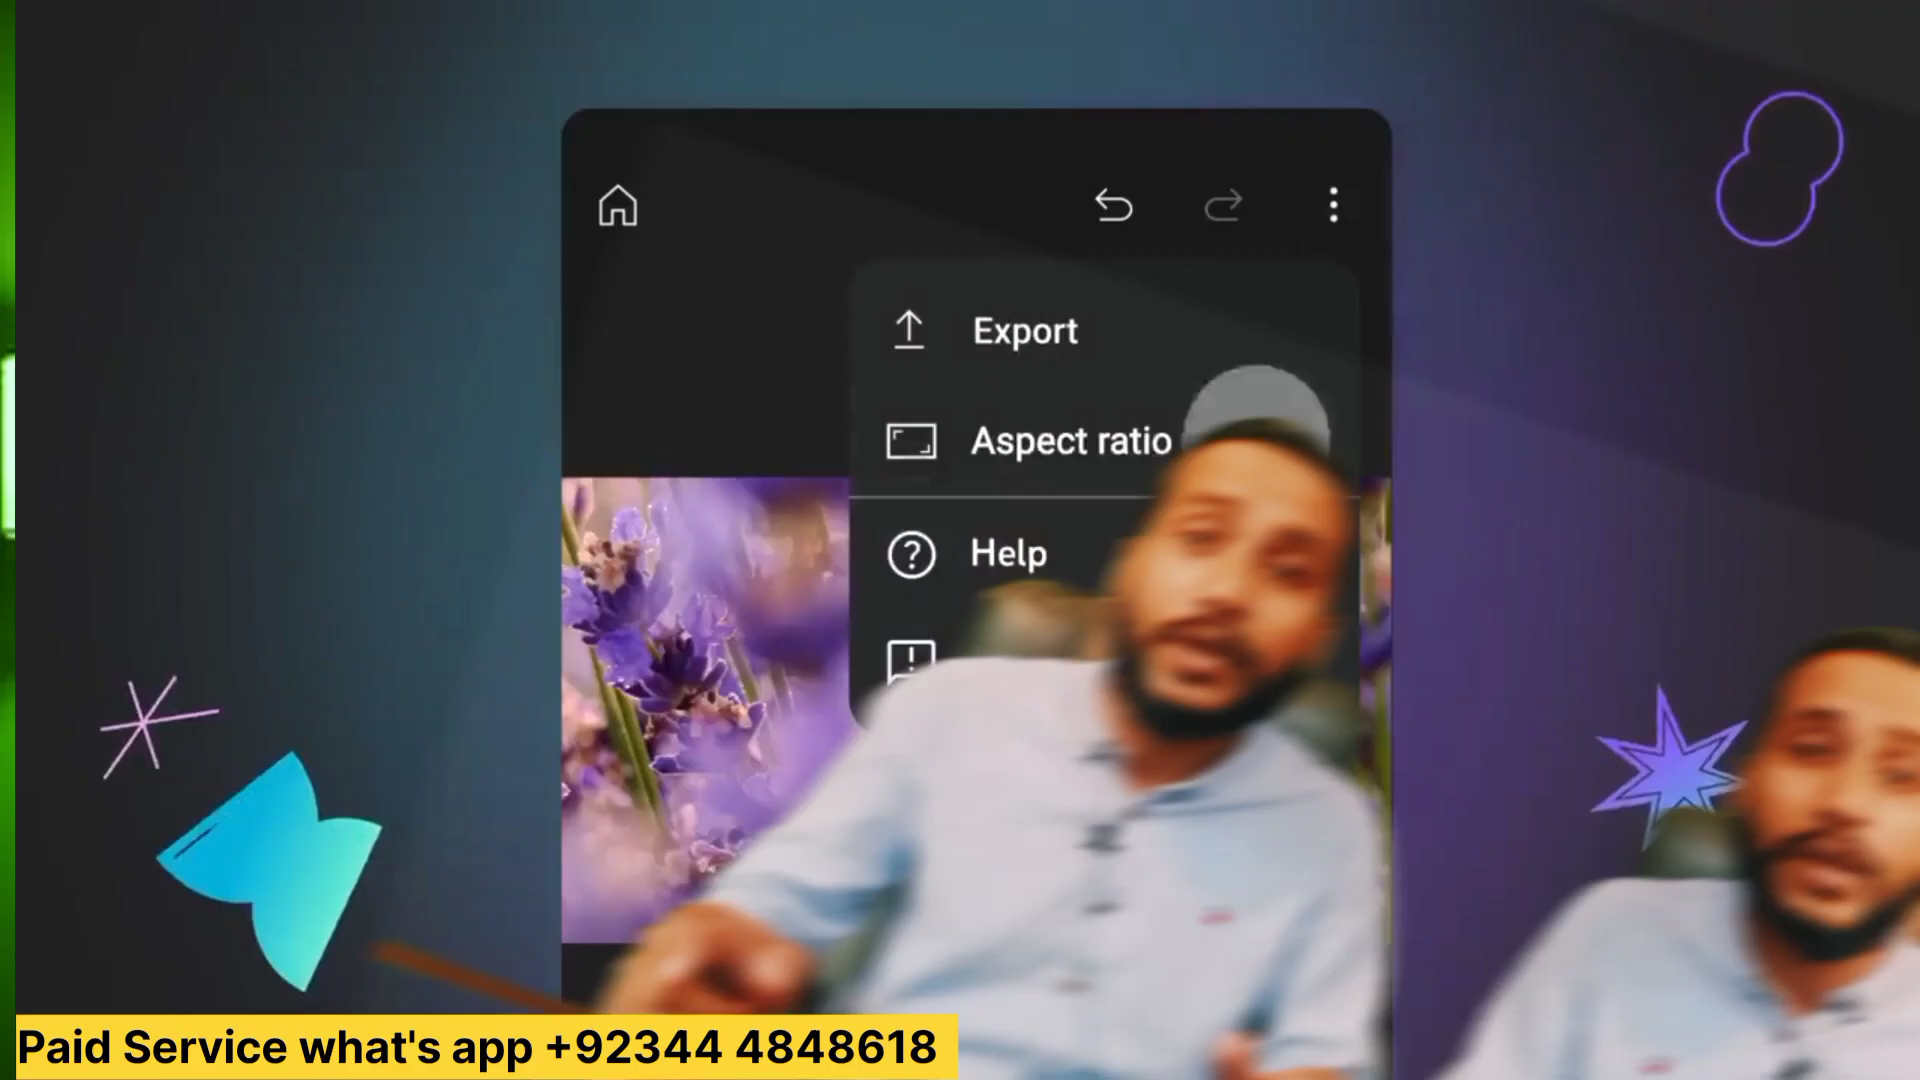 Export
Aspect ratio
Help
Paid Service what's app +92344 4848618